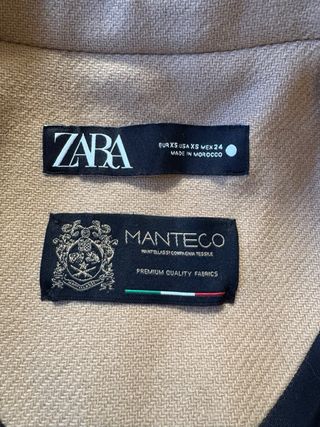 ZARA
EUR XS USA XS MEX 24
MADE IN MOROCCO
MANTECO
PREMIUM QUALITY FABRICS